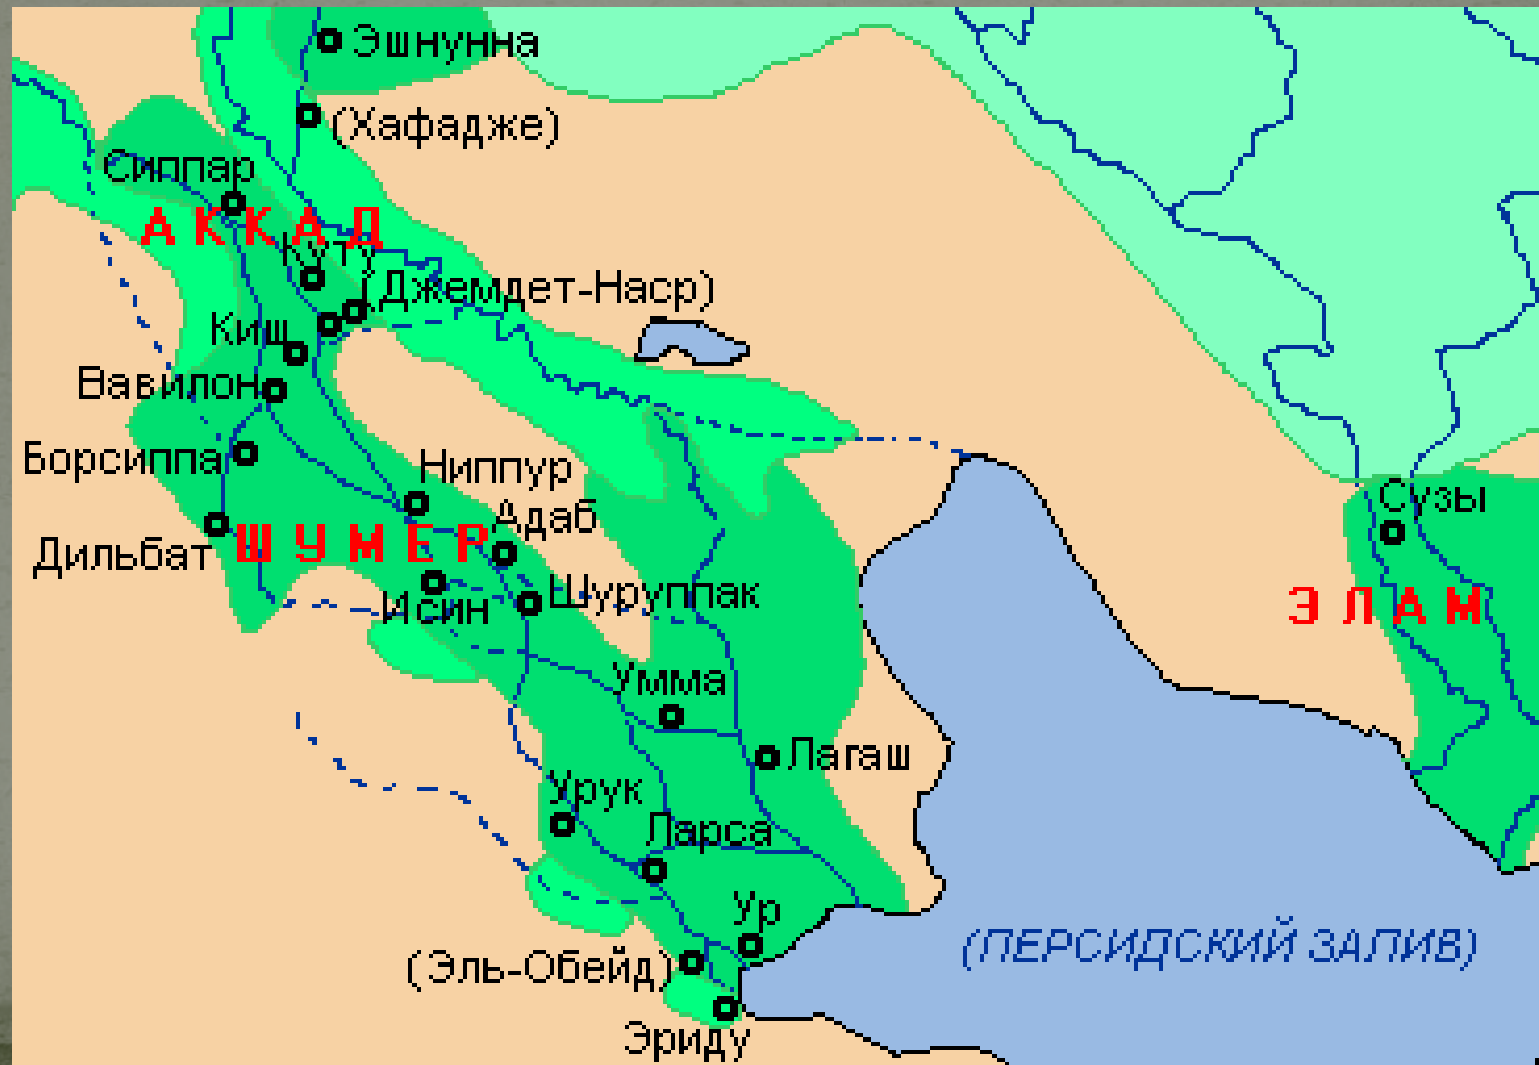 Эшнунна
(Хафадже)
Сиппар
АККАД
Куту
(Джемдет-Наср)
Киш
Вавилон
Борсиппа
Ниппур
Сузы
Адаб
Дильбат
ШУМЕР
Шуруппак
Исин
ЭЛАМ
Умма
Лагаш
Урук
Ларса
Ур
(ПЕРСИДСКИЙ ЗАЛИВ)
(Эль-Обейд)
Эриду